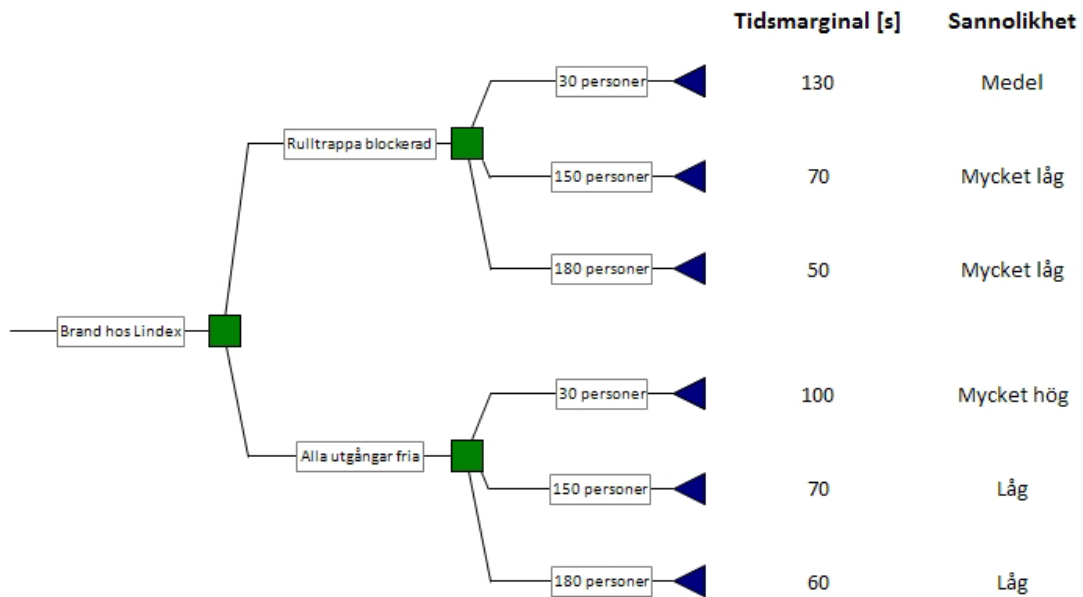 Tidsmarginal [s] Sannolikhet
30 personer 130 Medel
Rulltrappa blockerad
150 personer 70 Mycket låg
180 personer 50 Mycket låg
Brand hos Lindex
30 personer 100 Mycket hög
Alla utgångar fria
150 personer 70 Låg
180 personer 60 Låg